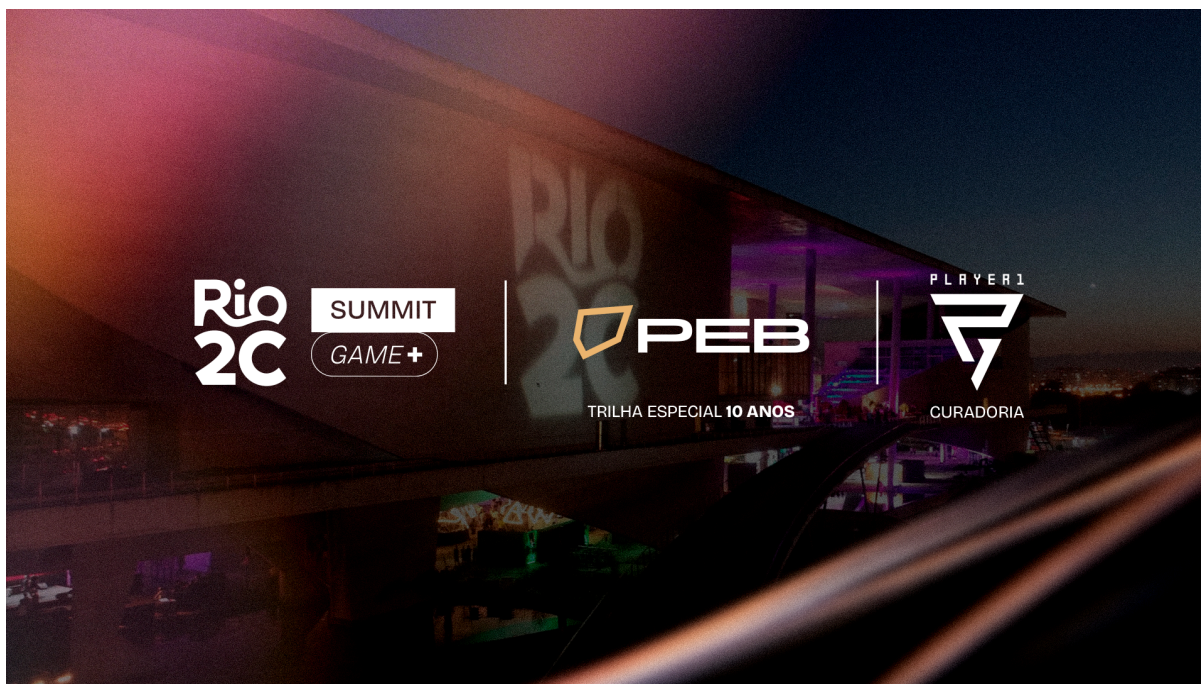 Rio
2C
SUMMIT
GAME+
RIO
2C
PEB
TRILHA ESPECIAL 10 ANOS
PLAYER1
CURADORIA